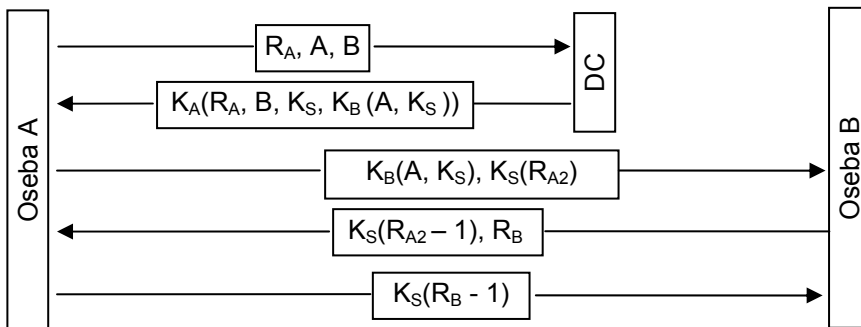 R_A, A, B
K_A(R_A, B, K_S, K_B (A, K_S ))
DC
Oseba A
Oseba B
K_B(A, K_S), K_S(R_A2)
K_S(R_A2 – 1), R_B
K_S(R_B - 1)